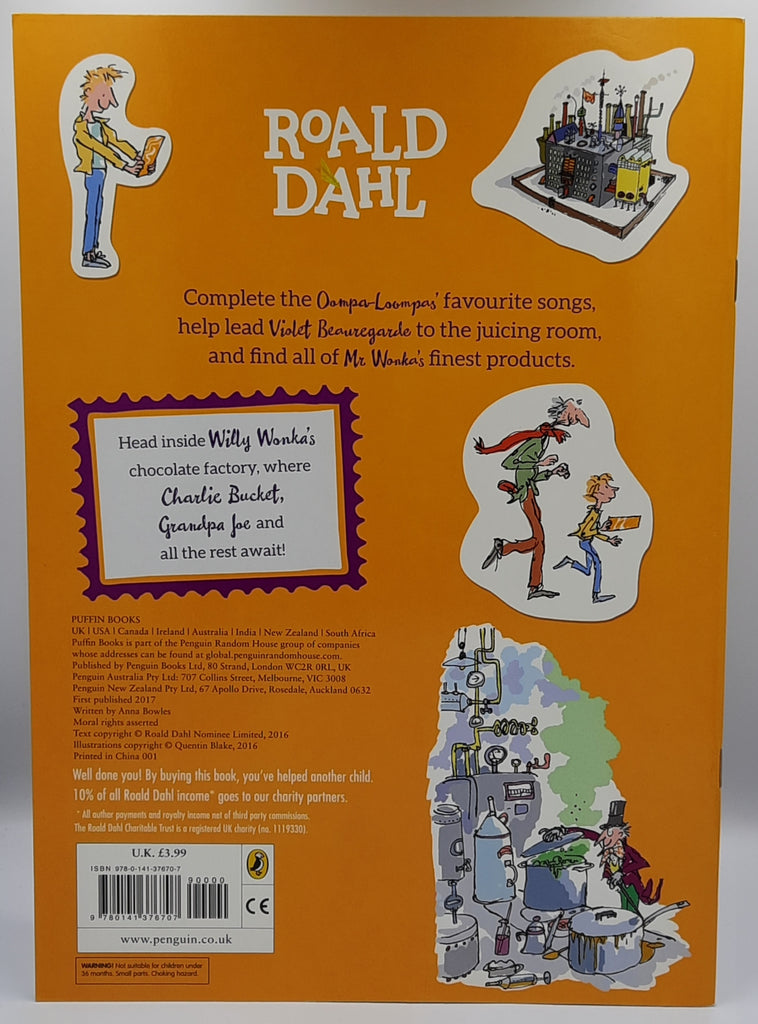 ROALD
DAHL
Complete the Oompa-Loompas' favourite songs,
help lead Violet Beauregarde to the juicing room,
and find all of Mr Wonka's finest products.
Head inside Willy Wonka's
chocolate factory, where
Charlie Bucket,
Grandpa Joe and
all the rest await!
PUFFIN BOOKS
UK | USA | Canada | Ireland | Australia | India | New Zealand | South Africa
Puffin Books is part of the Penguin Random House group of companies
whose addresses can be found at global.penguinrandomhouse.com.
Published by Penguin Books Ltd, 80 Strand, London WC2R 0RL, UK
Penguin Australia Pty Ltd: 707 Collins Street, Melbourne, VIC 3008
Penguin New Zealand Pty Ltd, 67 Apollo Drive, Rosedale, Auckland 0632
First published 2017
Written by Anna Bowles
Moral rights asserted
Text copyright © Roald Dahl Nominee Limited, 2016
Illustrations copyright © Quentin Blake, 2016
Printed in China 001
Well done you! By buying this book, you've helped another child.
10% of all Roald Dahl income* goes to our charity partners.
* All author payments and royalty income net of third party commissions.
The Roald Dahl Charitable Trust is a registered UK charity (no. 1119330).
U.K. £3.99
ISBN 978-0-141-37670-7
90000
9 780141 376707
CE
www.penguin.co.uk
WARNING! Not suitable for children under
36 months. Small parts. Choking hazard.